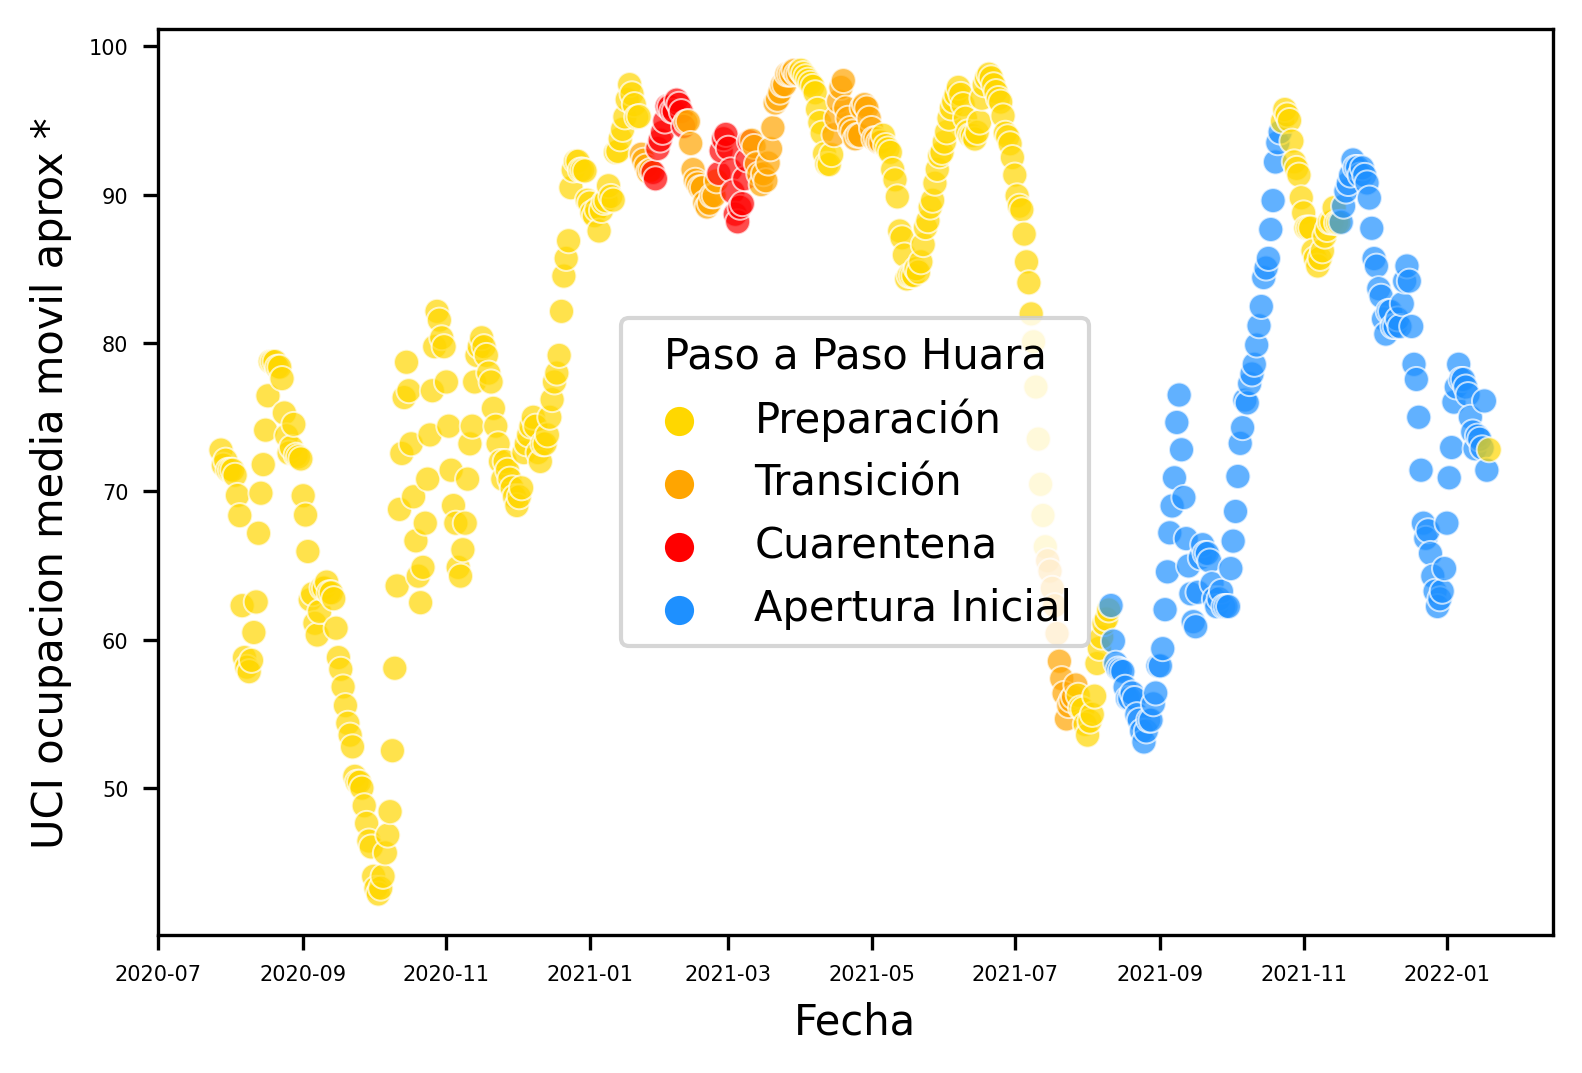 UCI ocupacion media movil aprox *
100
90
80
70
60
50
Paso a Paso Huara
Preparación
Transición
Cuarentena
Apertura Inicial
2020-07
2020-09
2020-11
2021-01
2021-03
2021-05
2021-07
2021-09
2021-11
2022-01
Fecha